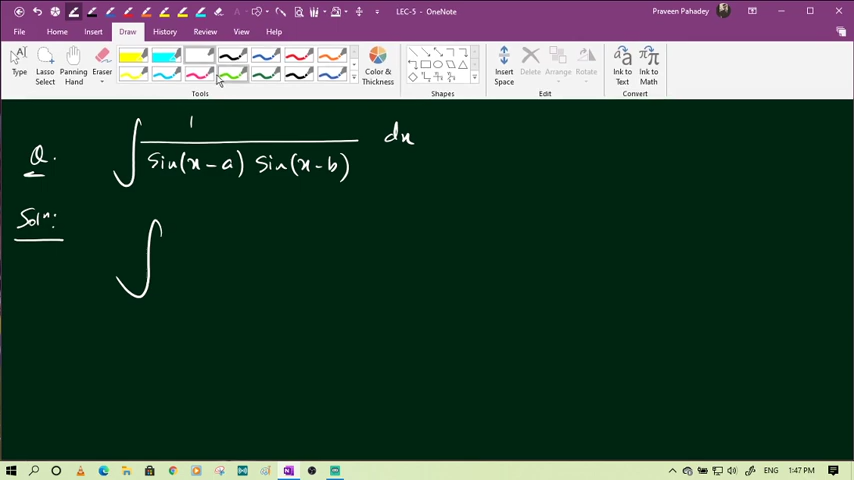 LEC-5 - OneNote
Praveen Pahadey
File Home Insert Draw History Review View Help
Type
Lasso Select
Panning Hand
Eraser
Color & Thickness
Insert Space
Delete
Arrange
Rotate
Ink to Text
Ink to Math
Tools
Shapes
Edit
Convert
Q. ∫ 1 / Sin(x-a) Sin(x-b) dx
Soln:
∫
ENG 1:47 PM